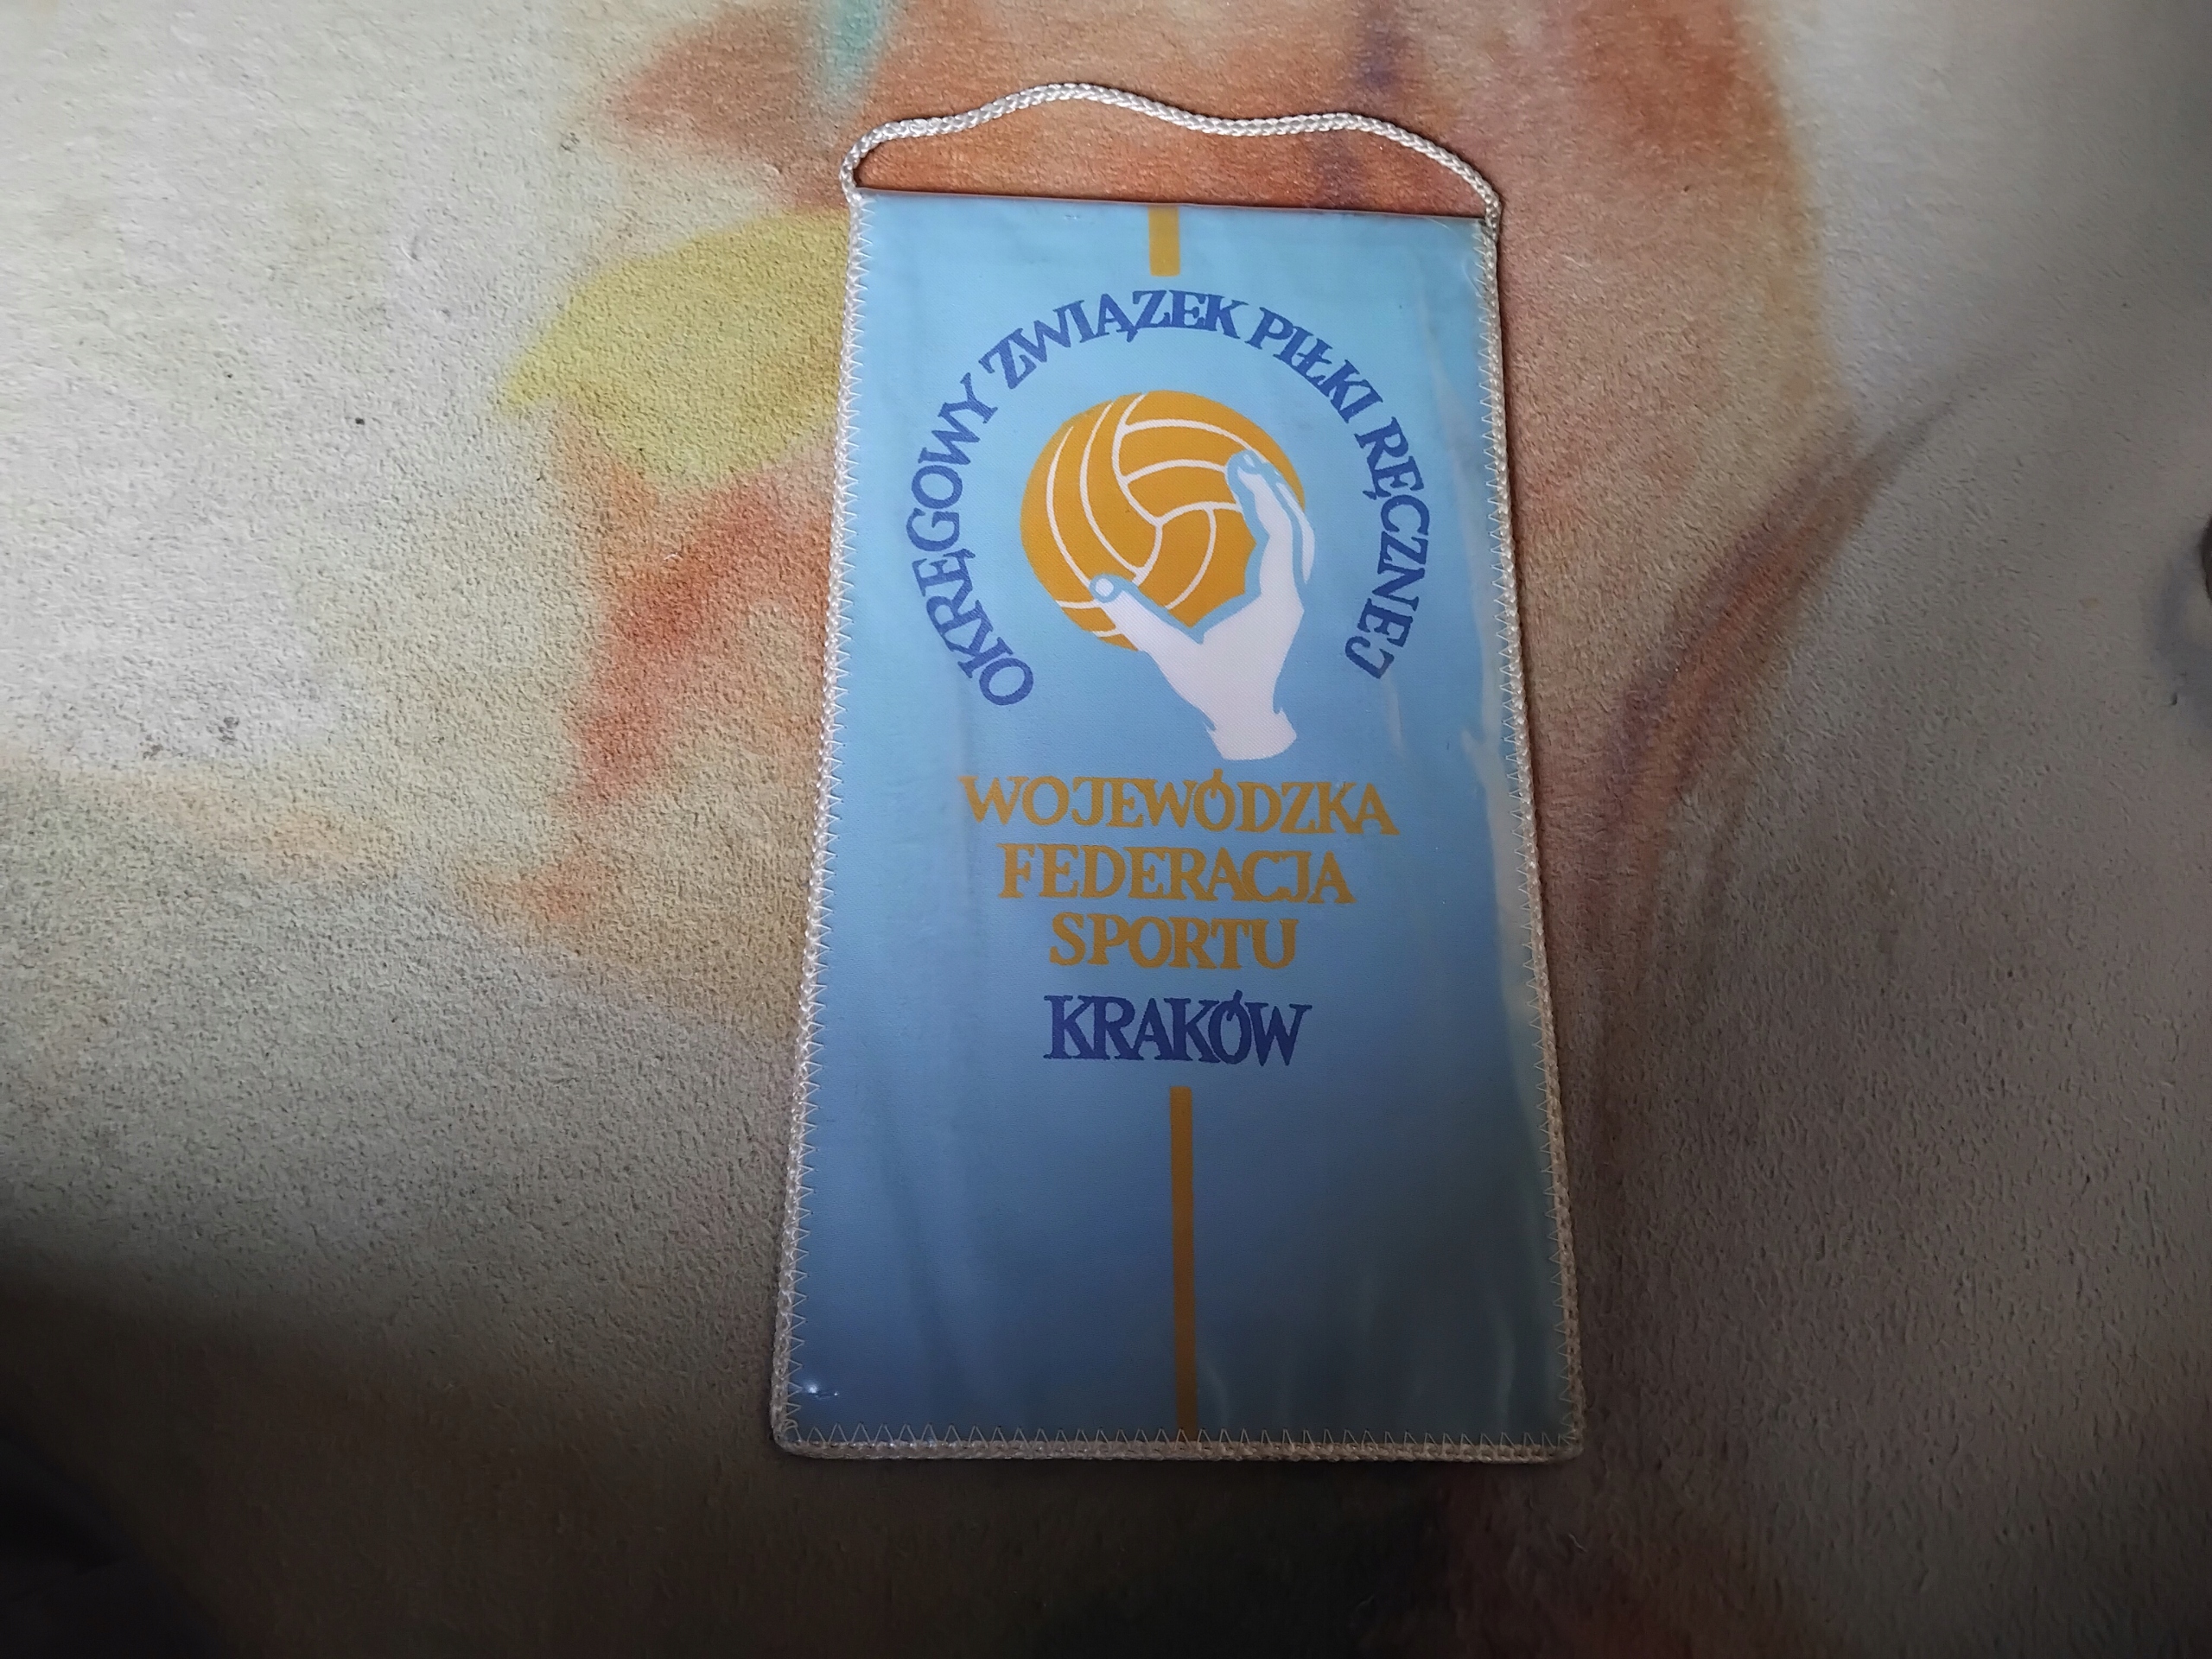 OKRĘGOWY ZWIĄZEK PIŁKI RĘCZNEJ
WOJEWÓDZKA
FEDERACJA
SPORTU
KRAKÓW